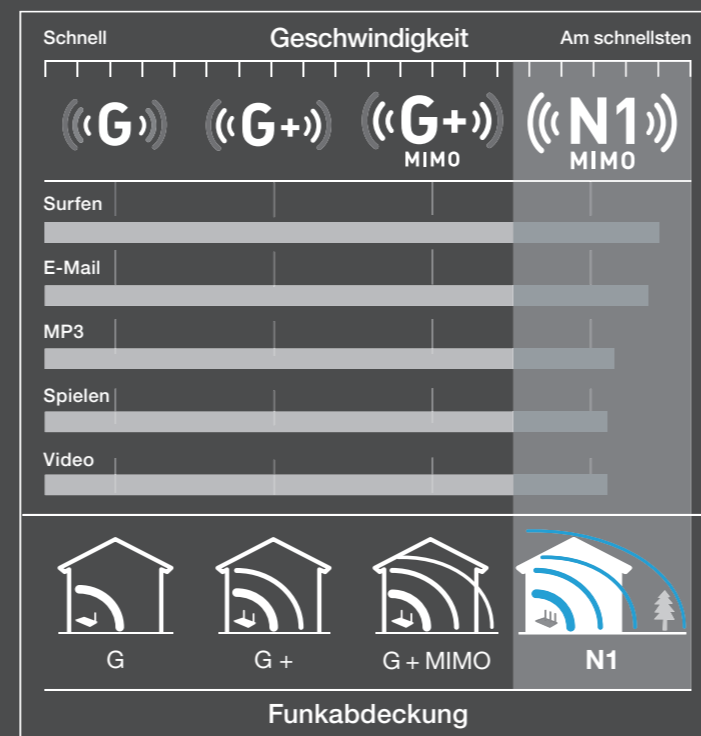 Schnell Geschwindigkeit Am schnellsten
G G+ G+ N1
MIMO MIMO
Surfen
E-Mail
MP3
Spielen
Video
G G + G + MIMO N1
Funkabdeckung